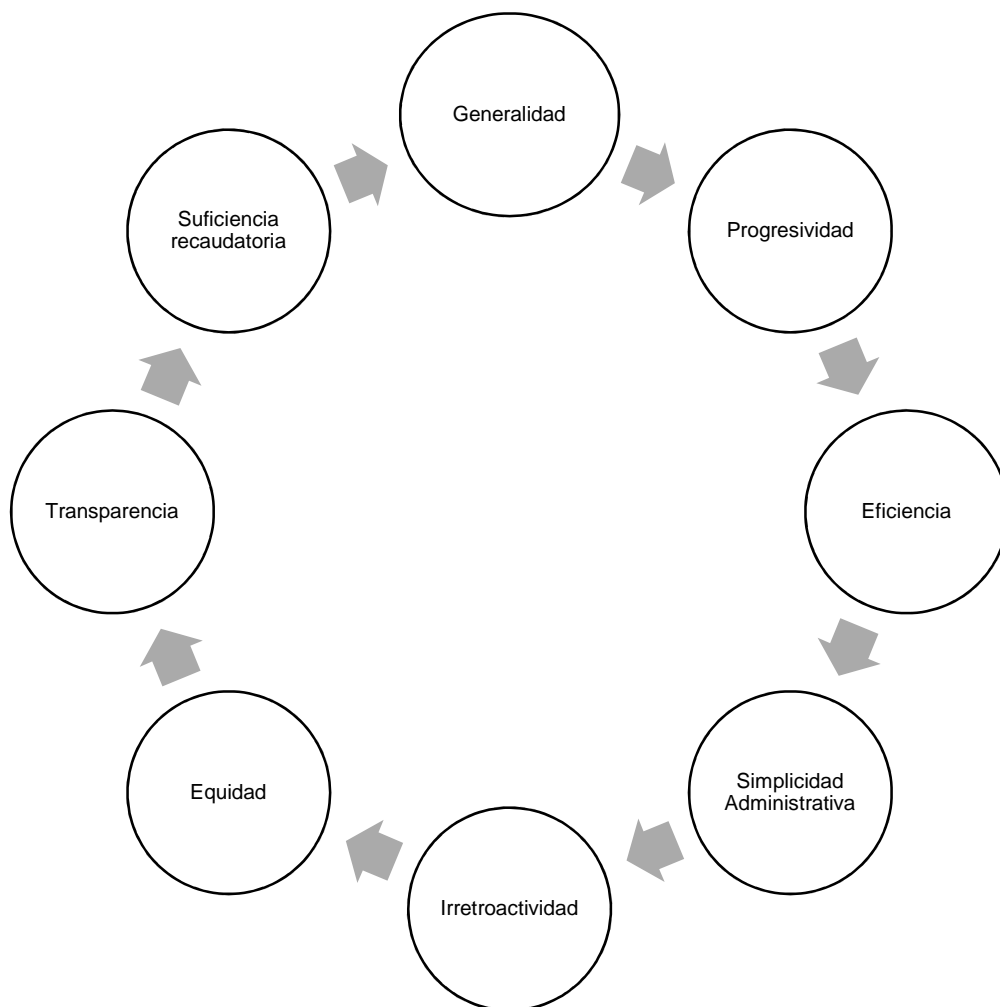 Generalidad
Progresividad
Eficiencia
Simplicidad
Administrativa
Irretroactividad
Equidad
Transparencia
Suficiencia
recaudatoria